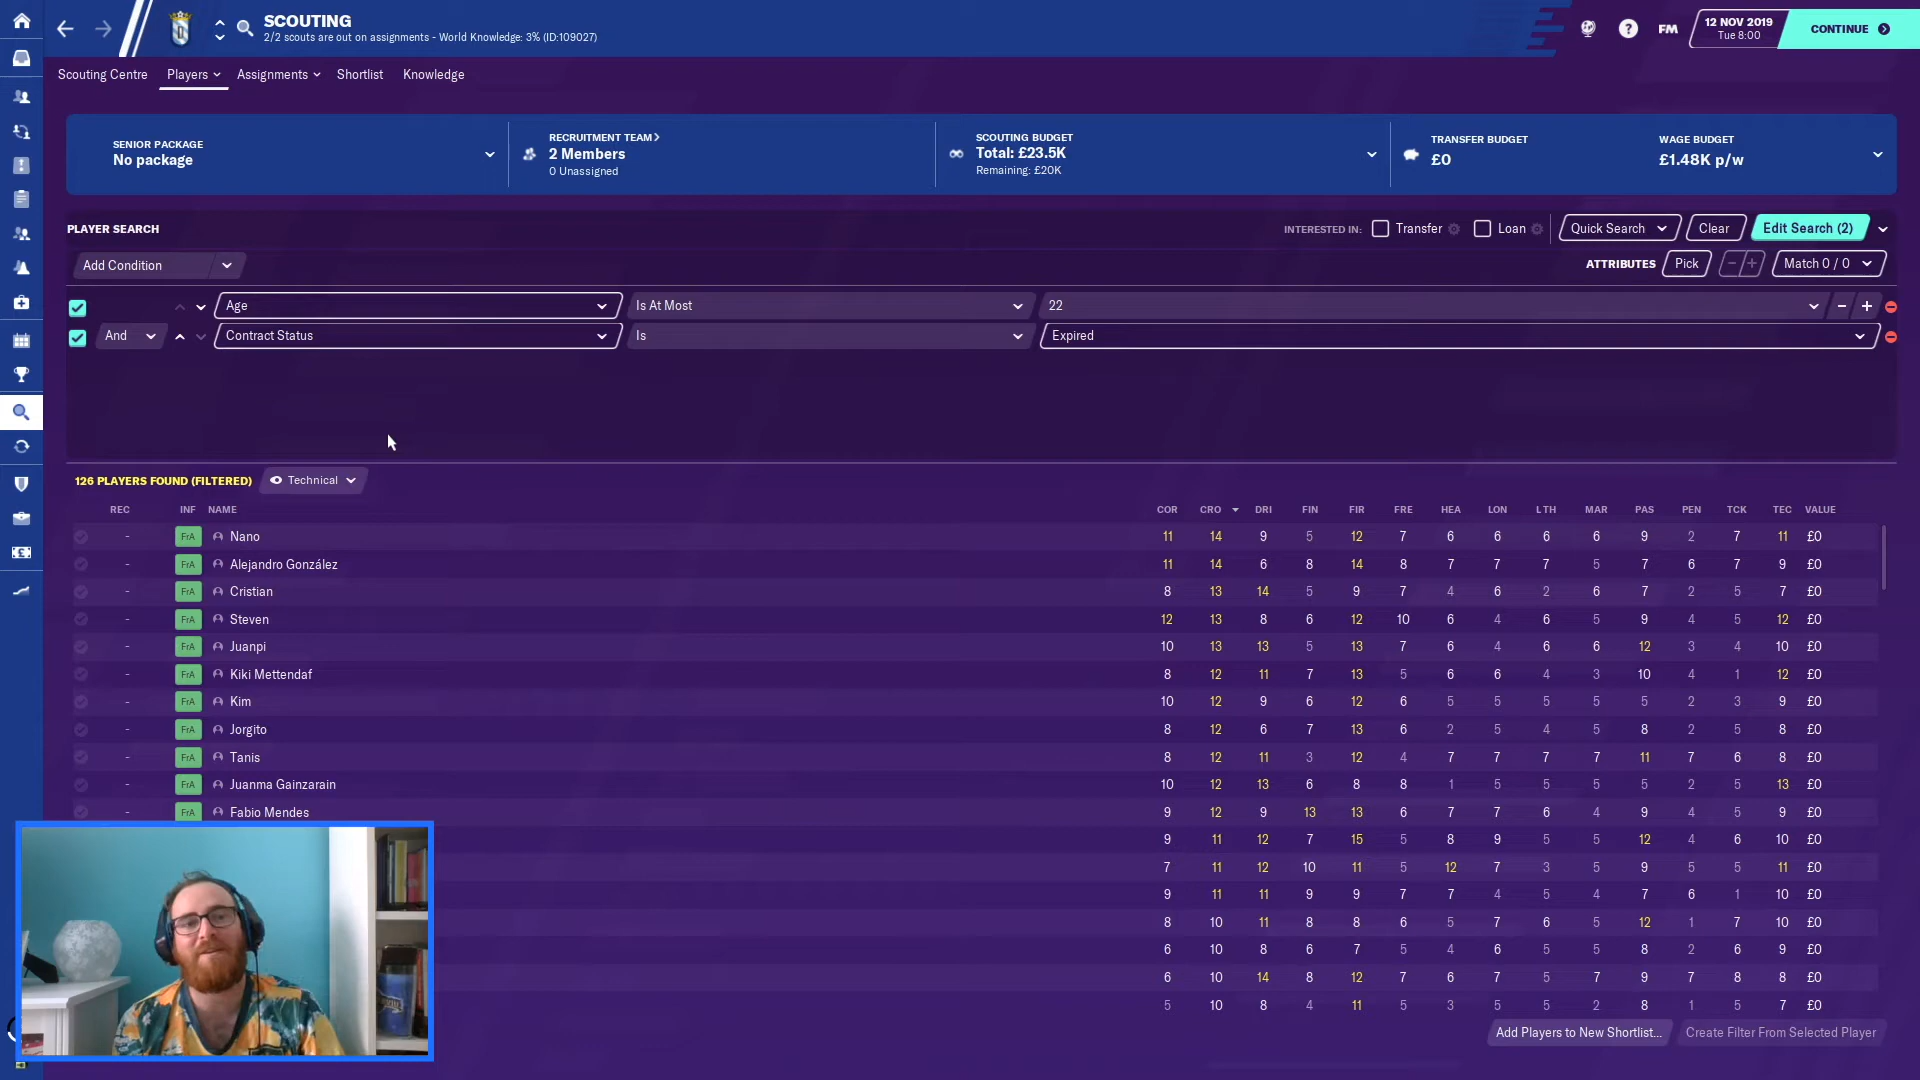 SCOUTING
2/2 scouts are out on assignments - World Knowledge: 3% (ID:109027)
FM
12 NOV 2019
Tue 8:00
CONTINUE
Scouting Centre Players Assignments Shortlist Knowledge
SENIOR PACKAGE
No package
RECRUITMENT TEAM
2 Members
0 Unassigned
SCOUTING BUDGET
Total: £23.5K
Remaining: £20K
TRANSFER BUDGET
£0
WAGE BUDGET
£1.48K p/w
PLAYER SEARCH
INTERESTED IN: Transfer Loan Quick Search Clear Edit Search (2)
Add Condition
ATTRIBUTES Pick - / + Match 0 / 0
Age Is At Most 22 - +
And Contract Status Is Expired
126 PLAYERS FOUND (FILTERED) Technical
REC INF NAME COR CRO DRI FIN FIR FRE HEA LON L TH MAR PAS PEN TCK TEC VALUE
- FrA Nano 11 14 9 5 12 7 6 6 6 6 9 2 7 11 £0
- FrA Alejandro González 11 14 6 8 14 8 7 7 7 5 7 6 7 9 £0
- FrA Cristian 8 13 14 5 9 7 4 6 2 6 7 2 5 7 £0
- FrA Steven 12 13 8 6 12 10 6 4 6 5 9 4 5 12 £0
- FrA Juanpi 10 13 13 5 13 7 6 4 6 6 12 3 4 10 £0
- FrA Kiki Mettendaf 8 12 11 7 13 5 6 6 4 3 10 4 1 12 £0
- FrA Kim 10 12 9 6 12 6 5 5 5 5 5 2 3 9 £0
- FrA Jorgito 8 12 6 7 13 6 2 5 4 5 8 2 5 8 £0
- FrA Tanis 8 12 11 3 12 4 7 7 7 7 11 7 6 8 £0
- FrA Juanma Gainzarain 10 12 13 6 8 8 1 5 5 5 5 2 5 13 £0
- FrA Fabio Mendes 9 12 9 13 13 6 7 7 6 4 9 4 5 9 £0
9 11 12 7 15 5 8 9 5 5 12 4 6 10 £0
7 11 12 10 11 5 12 7 3 5 9 5 5 11 £0
9 11 11 9 9 7 7 4 5 4 7 6 1 10 £0
8 10 11 8 8 6 5 7 6 5 12 1 7 10 £0
6 10 8 6 7 5 4 6 5 5 8 2 6 9 £0
6 10 14 8 12 7 6 7 5 7 9 7 8 8 £0
5 10 8 4 11 5 3 5 5 2 8 1 5 7 £0
Add Players to New Shortlist... Create Filter From Selected Player